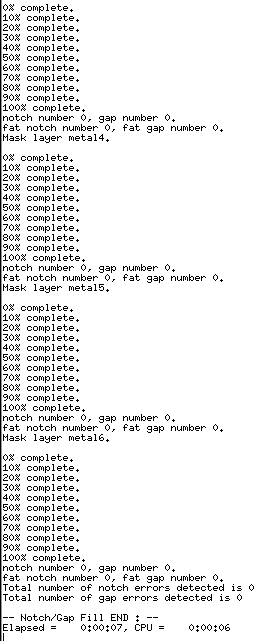 0% complete.
10% complete.
20% complete.
30% complete.
40% complete.
50% complete.
60% complete.
70% complete.
80% complete.
90% complete.
100% complete.
notch number 0, gap number 0.
fat notch number 0, fat gap number 0.
Mask layer metal4.
0% complete.
10% complete.
20% complete.
30% complete.
40% complete.
50% complete.
60% complete.
70% complete.
80% complete.
90% complete.
100% complete.
notch number 0, gap number 0.
fat notch number 0, fat gap number 0.
Mask layer metal5.
0% complete.
10% complete.
20% complete.
30% complete.
40% complete.
50% complete.
60% complete.
70% complete.
80% complete.
90% complete.
100% complete.
notch number 0, gap number 0.
fat notch number 0, fat gap number 0.
Mask layer metal6.
0% complete.
10% complete.
20% complete.
30% complete.
40% complete.
50% complete.
60% complete.
70% complete.
80% complete.
90% complete.
100% complete.
notch number 0, gap number 0.
fat notch number 0, fat gap number 0.
Total number of notch errors detected is 0
Total number of gap errors detected is 0
-- Notch/Gap Fill END : --
Elapsed =    0:00:07, CPU =    0:00:06